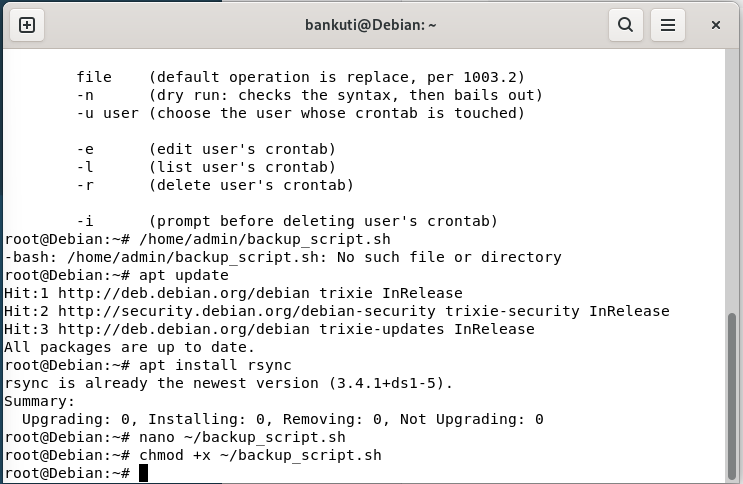 bankuti@Debian: ~
file    (default operation is replace, per 1003.2)
-n      (dry run: checks the syntax, then bails out)
-u user (choose the user whose crontab is touched)
-e      (edit user's crontab)
-l      (list user's crontab)
-r      (delete user's crontab)
-i      (prompt before deleting user's crontab)
root@Debian:~# /home/admin/backup_script.sh
-bash: /home/admin/backup_script.sh: No such file or directory
root@Debian:~# apt update
Hit:1 http://deb.debian.org/debian trixie InRelease
Hit:2 http://security.debian.org/debian-security trixie-security InRelease
Hit:3 http://deb.debian.org/debian trixie-updates InRelease
All packages are up to date.
root@Debian:~# apt install rsync
rsync is already the newest version (3.4.1+ds1-5).
Summary:
  Upgrading: 0, Installing: 0, Removing: 0, Not Upgrading: 0
root@Debian:~# nano ~/backup_script.sh
root@Debian:~# chmod +x ~/backup_script.sh
root@Debian:~#